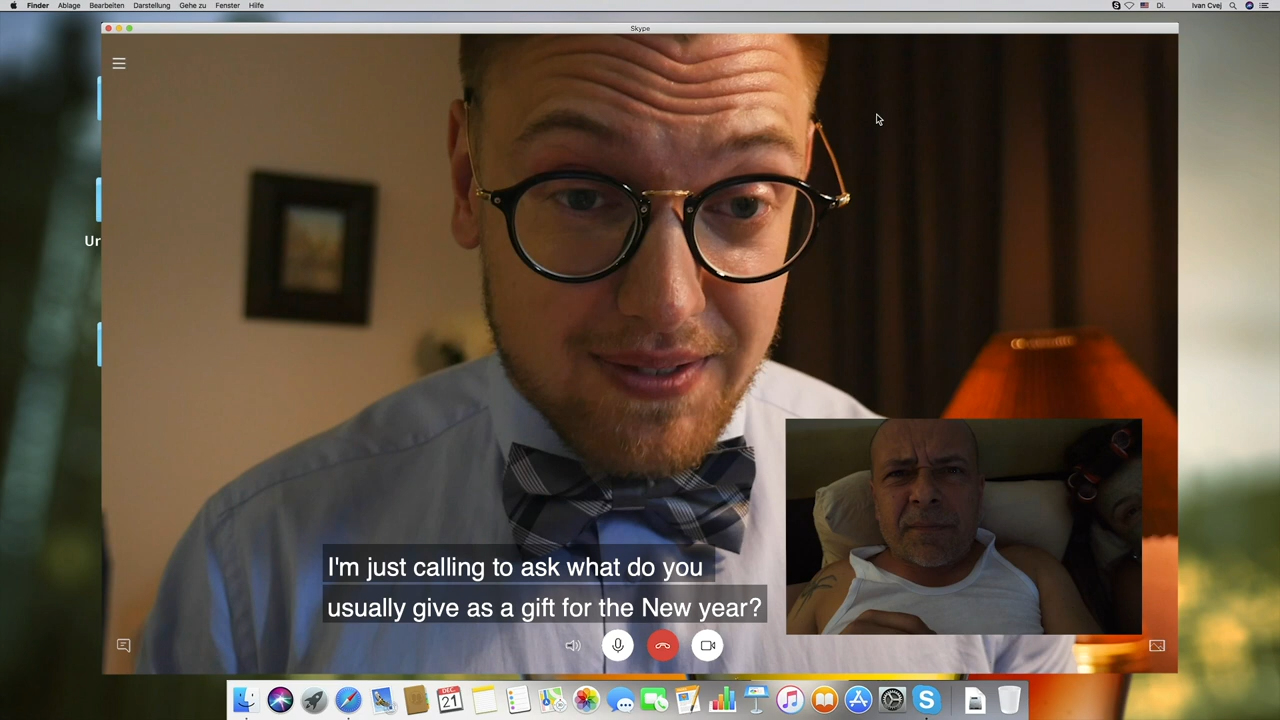 Finder Ablage Bearbeiten Darstellung Gehe zu Fenster Hilfe Di. Ivan Cvej
Skype
Ur
I'm just calling to ask what do you
usually give as a gift for the New year?
DEC
21